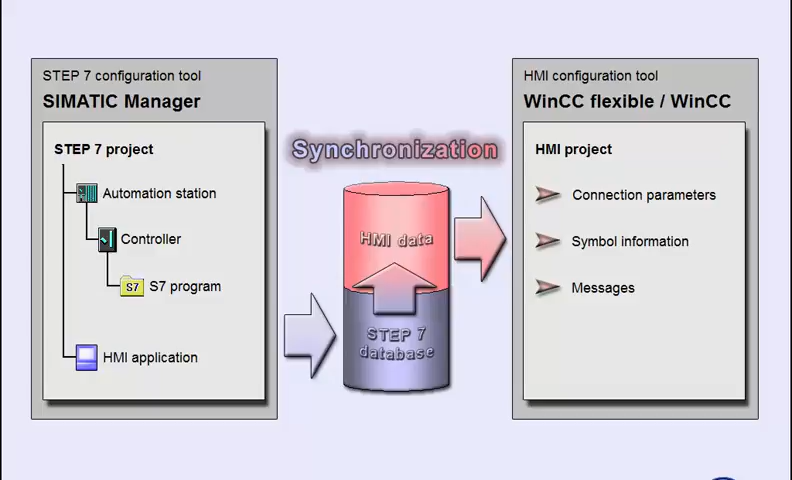 STEP 7 configuration tool
SIMATIC Manager
STEP 7 project
Automation station
Controller
S7
S7 program
HMI application
Synchronization
HMI data
STEP 7
database
HMI configuration tool
WinCC flexible / WinCC
HMI project
Connection parameters
Symbol information
Messages